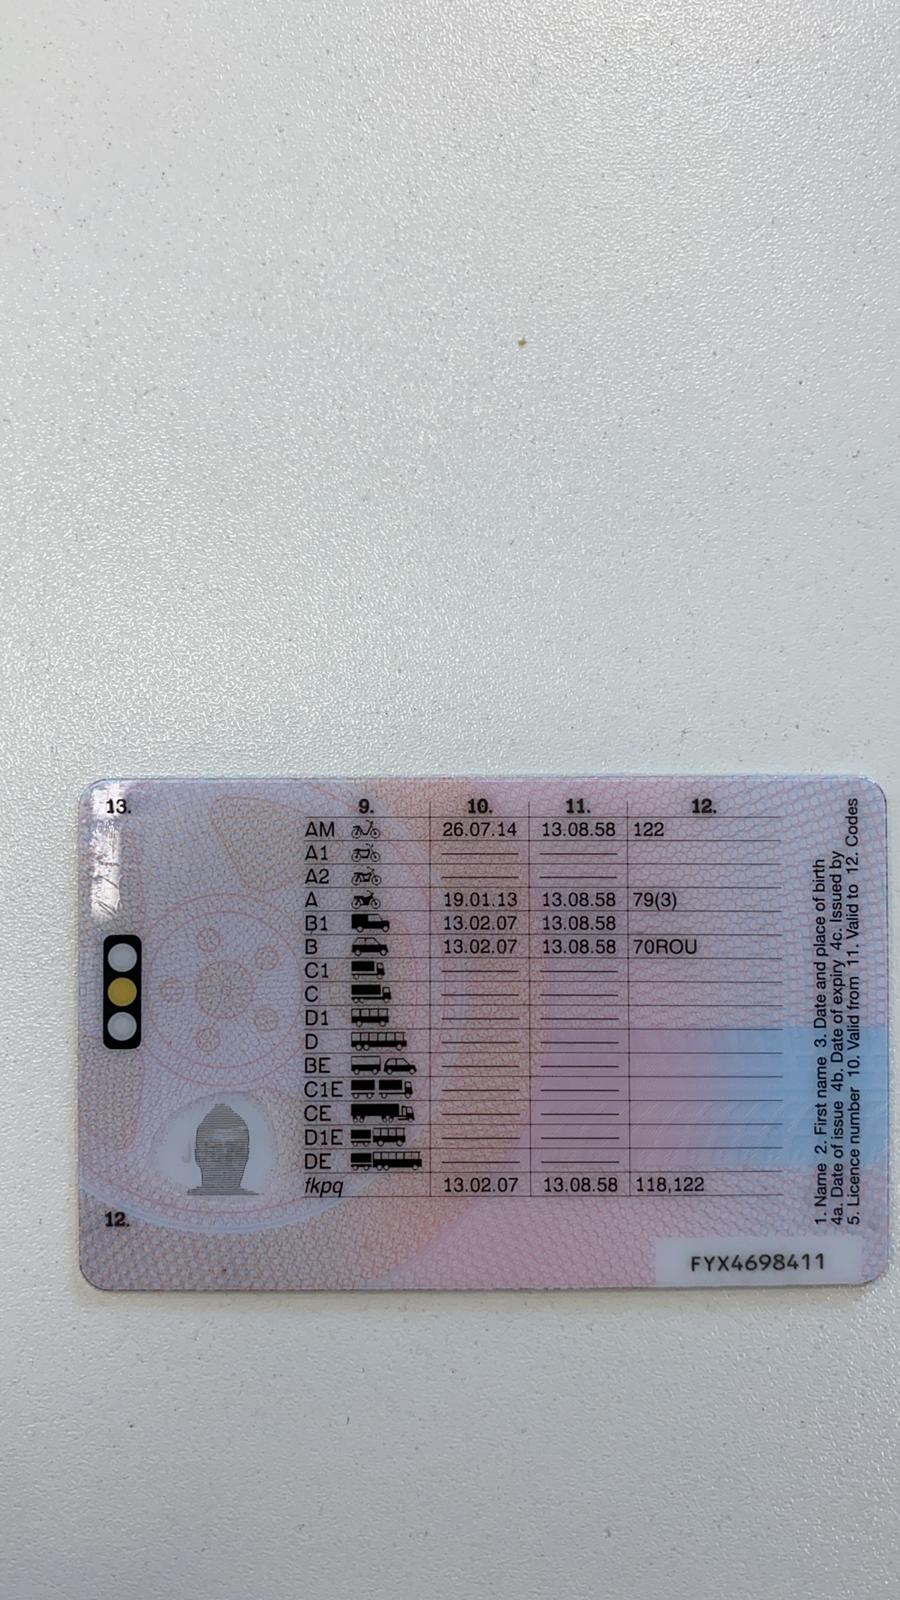 13.
9. 10. 11. 12.
AM 26.07.14 13.08.58 122
A1
A2
A 19.01.13 13.08.58 79(3)
B1 13.02.07 13.08.58
B 13.02.07 13.08.58 70ROU
C1
C
D1
D
BE
C1E
CE
D1E
DE
fkpq 13.02.07 13.08.58 118,122
12.
1. Name 2. First name 3. Date and place of birth
4a. Date of issue 4b. Date of expiry 4c. Issued by
5. Licence number 10. Valid from 11. Valid to 12. Codes
FYX4698411